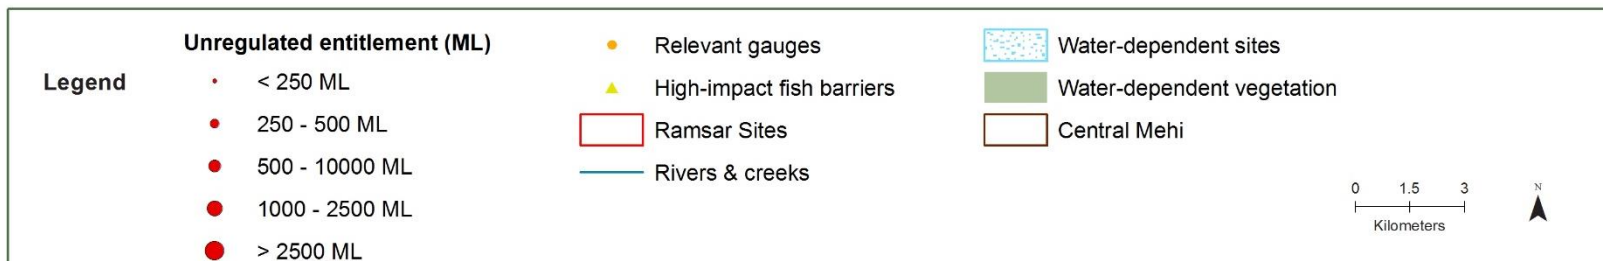 Legend
Unregulated entitlement (ML)
< 250 ML
250 - 500 ML
500 - 10000 ML
1000 - 2500 ML
> 2500 ML
Relevant gauges
High-impact fish barriers
Ramsar Sites
Rivers & creeks
Water-dependent sites
Water-dependent vegetation
Central Mehi
0 1.5 3
Kilometers
N